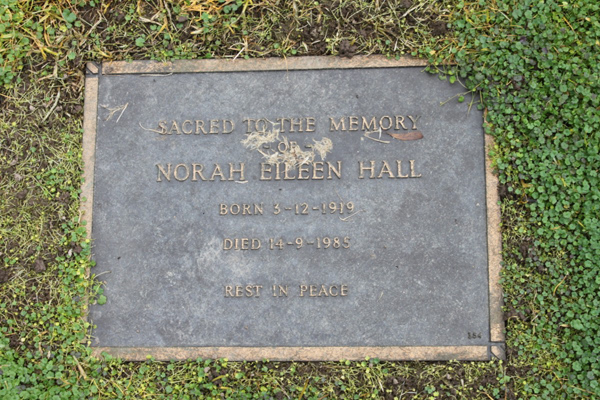 SACRED TO THE MEMORY
OF
NORAH EILEEN HALL
BORN 3-12-1919
DIED 14-9-1985
REST IN PEACE